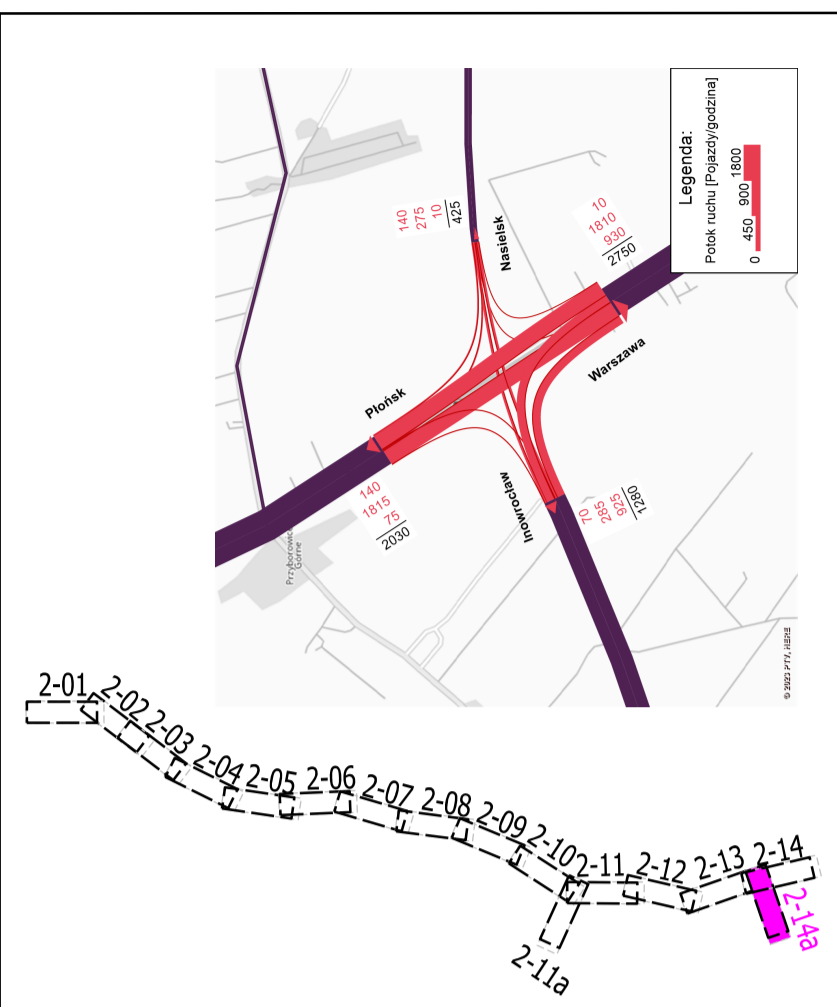 Legenda:
Potok ruchu [Pojazdy/godzina]
0 450 900 1800
140
275
10
425
Nasielsk
10
1810
930
2750
Warszawa
Płońsk
140
1815
75
2030
Inowrocław
70
285
925
1280
Przyborowice
Górne
© 2023 PTV, HERE
2-01
2-02
2-03
2-04
2-05
2-06
2-07
2-08
2-09
2-10
2-11
2-12
2-13
2-14
2-11a
2-14a